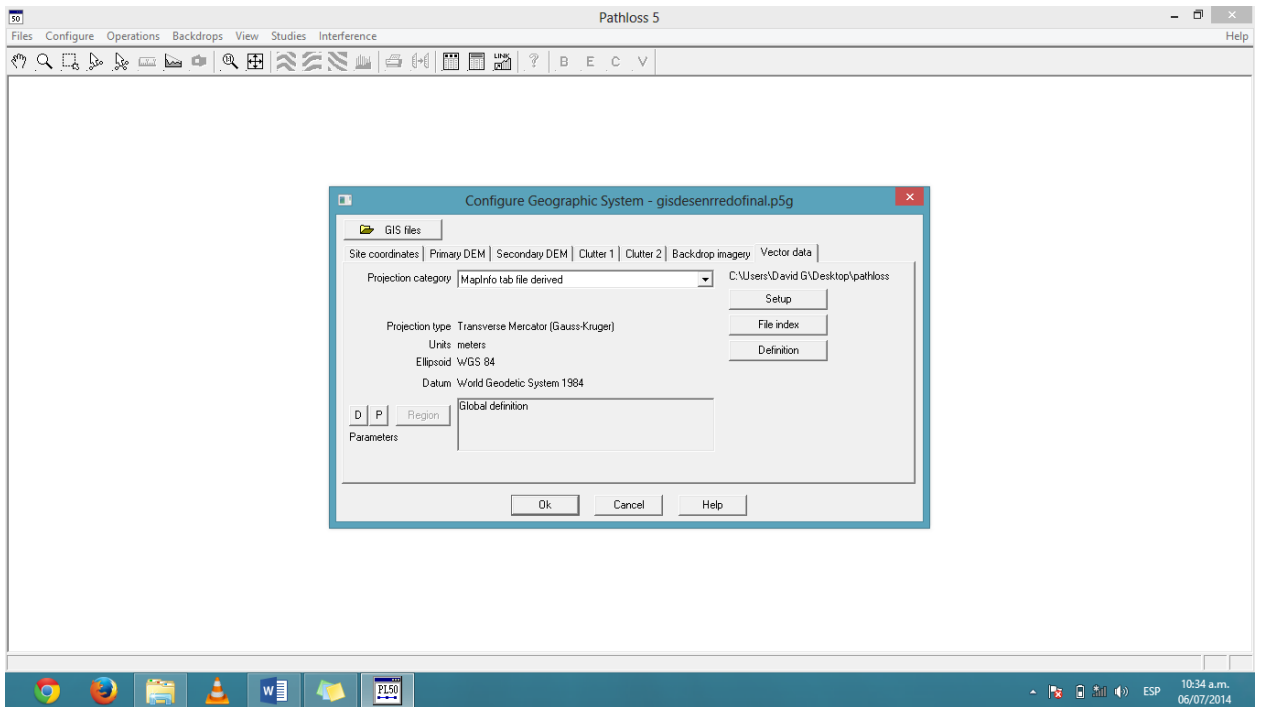 50
Pathloss 5
Files Configure Operations Backdrops View Studies Interference Help
LINK ? B E C V
Configure Geographic System - gisdesenrredofinal.p5g
GIS files
Site coordinates Primary DEM Secondary DEM Clutter 1 Clutter 2 Backdrop imagery Vector data
Projection category MapInfo tab file derived
C:\Users\David G\Desktop\pathloss
Setup
File index
Definition
Projection type Transverse Mercator (Gauss-Kruger)
Units meters
Ellipsoid WGS 84
Datum World Geodetic System 1984
D P Region
Global definition
Parameters
Ok Cancel Help
W PL50 ESP 10:34 a.m.
06/07/2014